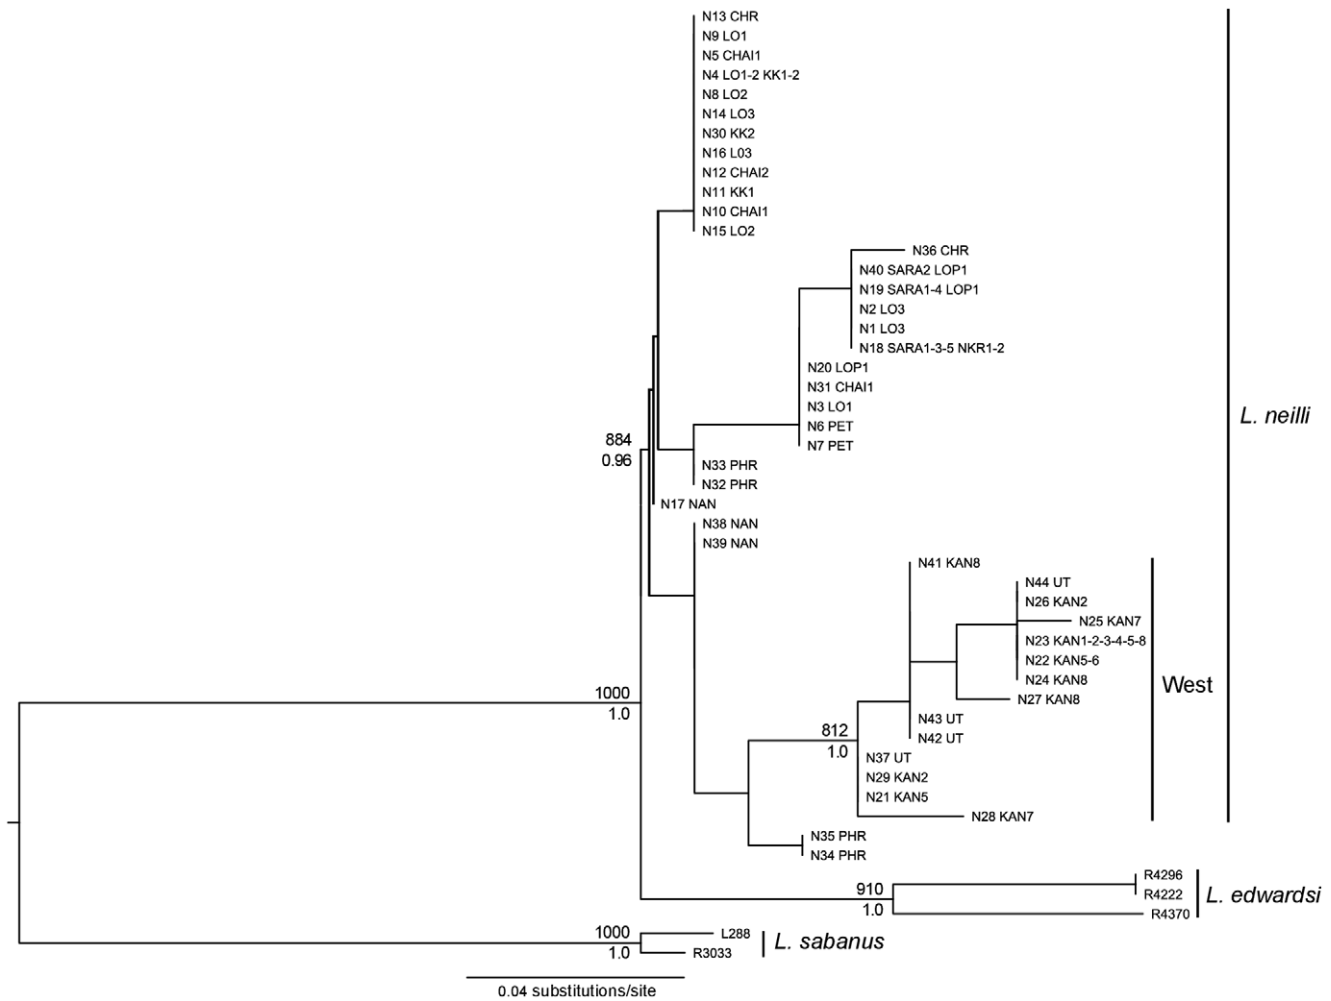 N13 CHR
N9 LO1
N5 CHAI1
N4 LO1-2 KK1-2
N8 LO2
N14 LO3
N30 KK2
N16 L03
N12 CHAI2
N11 KK1
N10 CHAI1
N15 LO2
N36 CHR
N40 SARA2 LOP1
N19 SARA1-4 LOP1
N2 LO3
N1 LO3
N18 SARA1-3-5 NKR1-2
N20 LOP1
N31 CHAI1
N3 LO1
L. neilli
N6 PET
884
N7 PET
0.96
N33 PHR
N32 PHR
N17 NAN
N38 NAN
N39 NAN
N41 KAN8
N44 UT
N26 KAN2
N25 KAN7
N23 KAN1-2-3-4-5-8
N22 KAN5-6
N24 KAN8
West
1000
N27 KAN8
1.0
N43 UT
812
N42 UT
1.0
N37 UT
N29 KAN2
N21 KAN5
N28 KAN7
N35 PHR
N34 PHR
R4296
910
R4222
L. edwardsi
1.0
R4370
1000
L288
L. sabanus
1.0
R3033
0.04 substitutions/site